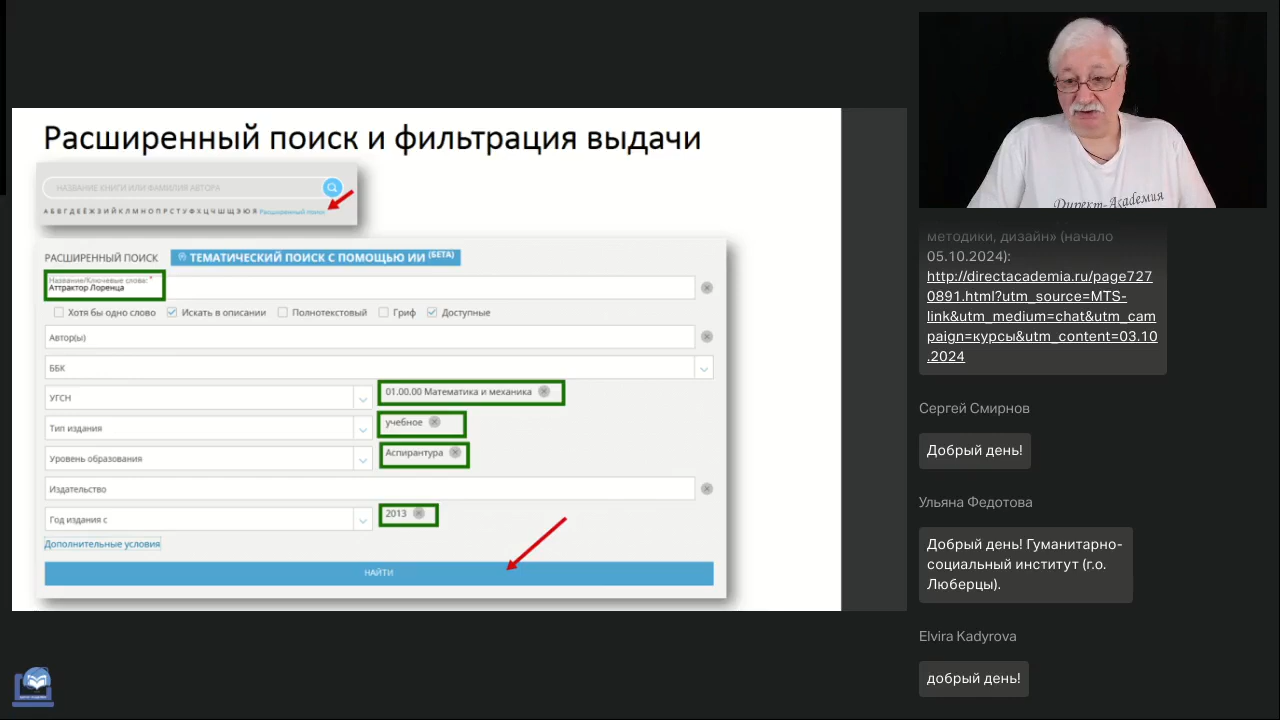 Расширенный поиск и фильтрация выдачи
НАЗВАНИЕ КНИГИ ИЛИ ФАМИЛИЯ АВТОРА
А Б В Г Д Е Ё Ж З И Й К Л М Н О П Р С Т У Ф Х Ц Ч Ш Щ Э Ю Я Расширенный поиск
РАСШИРЕННЫЙ ПОИСК
ТЕМАТИЧЕСКИЙ ПОИСК С ПОМОЩЬЮ ИИ (БЕТА)
Название/Ключевые слова: *
Аттрактор Лоренца
Хотя бы одно слово Искать в описании Полнотекстовый Гриф Доступные
Автор(ы)
ББК
УГСН 01.00.00 Математика и механика
Тип издания учебное
Уровень образования Аспирантура
Издательство
Год издания с 2013
Дополнительные условия
НАЙТИ
Директ-Академия
методики, дизайн» (начало
05.10.2024):
http://directacademia.ru/page727
0891.html?utm_source=MTS-
link&utm_medium=chat&utm_cam
paign=курсы&utm_content=03.10
.2024
Сергей Смирнов
Добрый день!
Ульяна Федотова
Добрый день! Гуманитарно-
социальный институт (г.о.
Люберцы).
Elvira Kadyrova
добрый день!